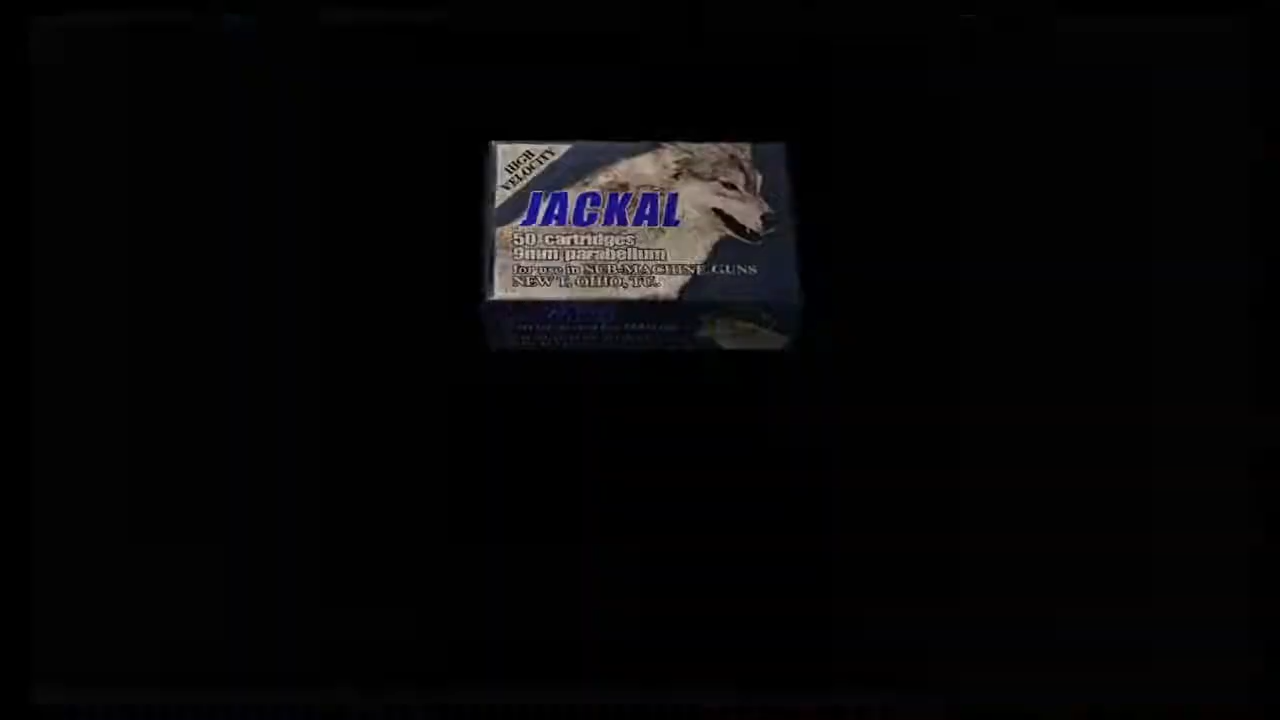 HIGH
VELOCITY
JACKAL
50 cartridges
9mm parabellum
for use in SUB-MACHINE GUNS
NEW T, OHIO, TU.